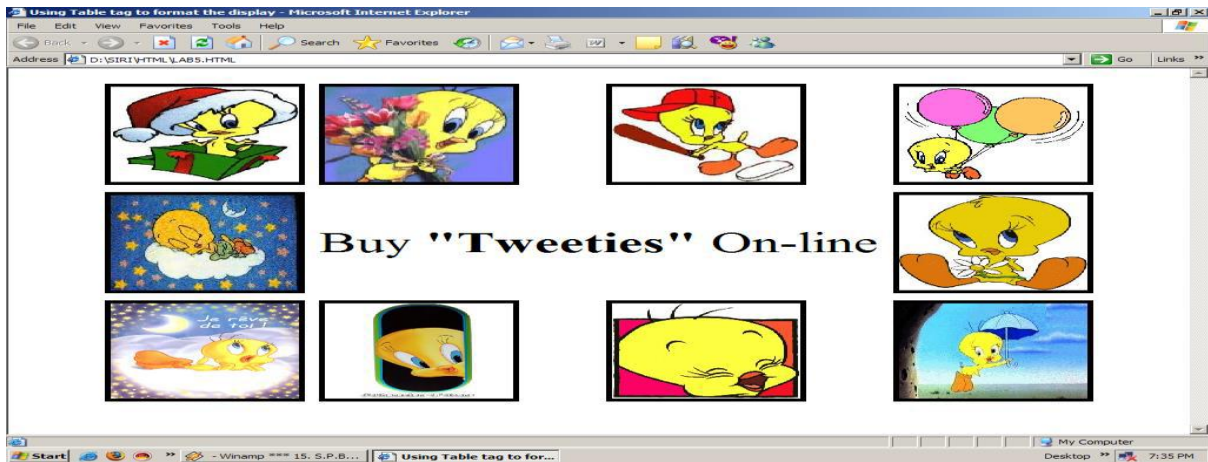 Using Table tag to format the display - Microsoft Internet Explorer
File Edit View Favorites Tools Help
Back Search Favorites
Address D:\SIRI\HTML\LAB5.HTML Go Links »
Buy "Tweeties" On-line
Je rêve
de toi !
My Computer
Start » - Winamp *** 15. S.P.B... Using Table tag to for... Desktop » 7:35 PM